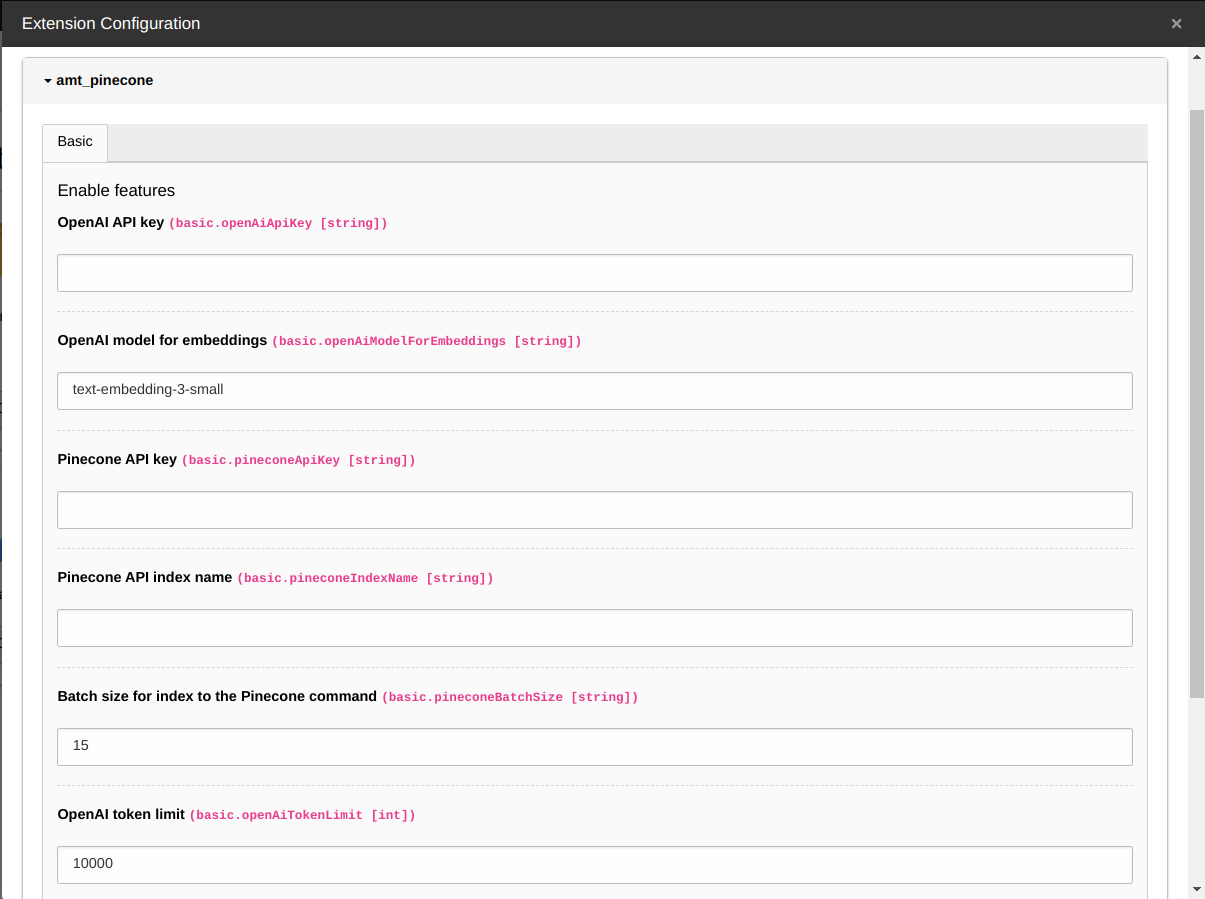 Extension Configuration ×
amt_pinecone
Basic
Enable features
OpenAI API key (basic.openAiApiKey [string])
OpenAI model for embeddings (basic.openAiModelForEmbeddings [string])
text-embedding-3-small
Pinecone API key (basic.pineconeApiKey [string])
Pinecone API index name (basic.pineconeIndexName [string])
Batch size for index to the Pinecone command (basic.pineconeBatchSize [string])
15
OpenAI token limit (basic.openAiTokenLimit [int])
10000